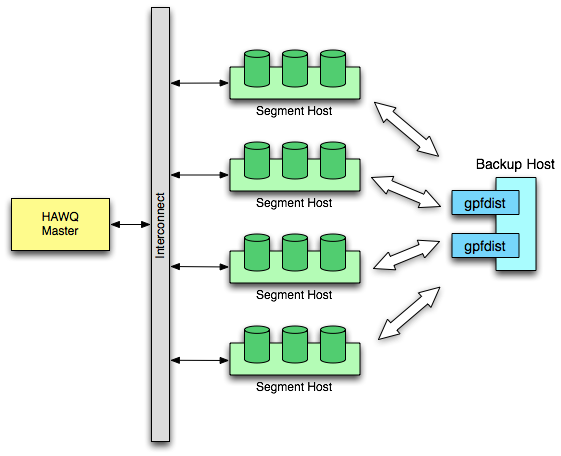 HAWQ
Master
Interconnect
Segment Host
Segment Host
Segment Host
Segment Host
Backup Host
gpfdist
gpfdist